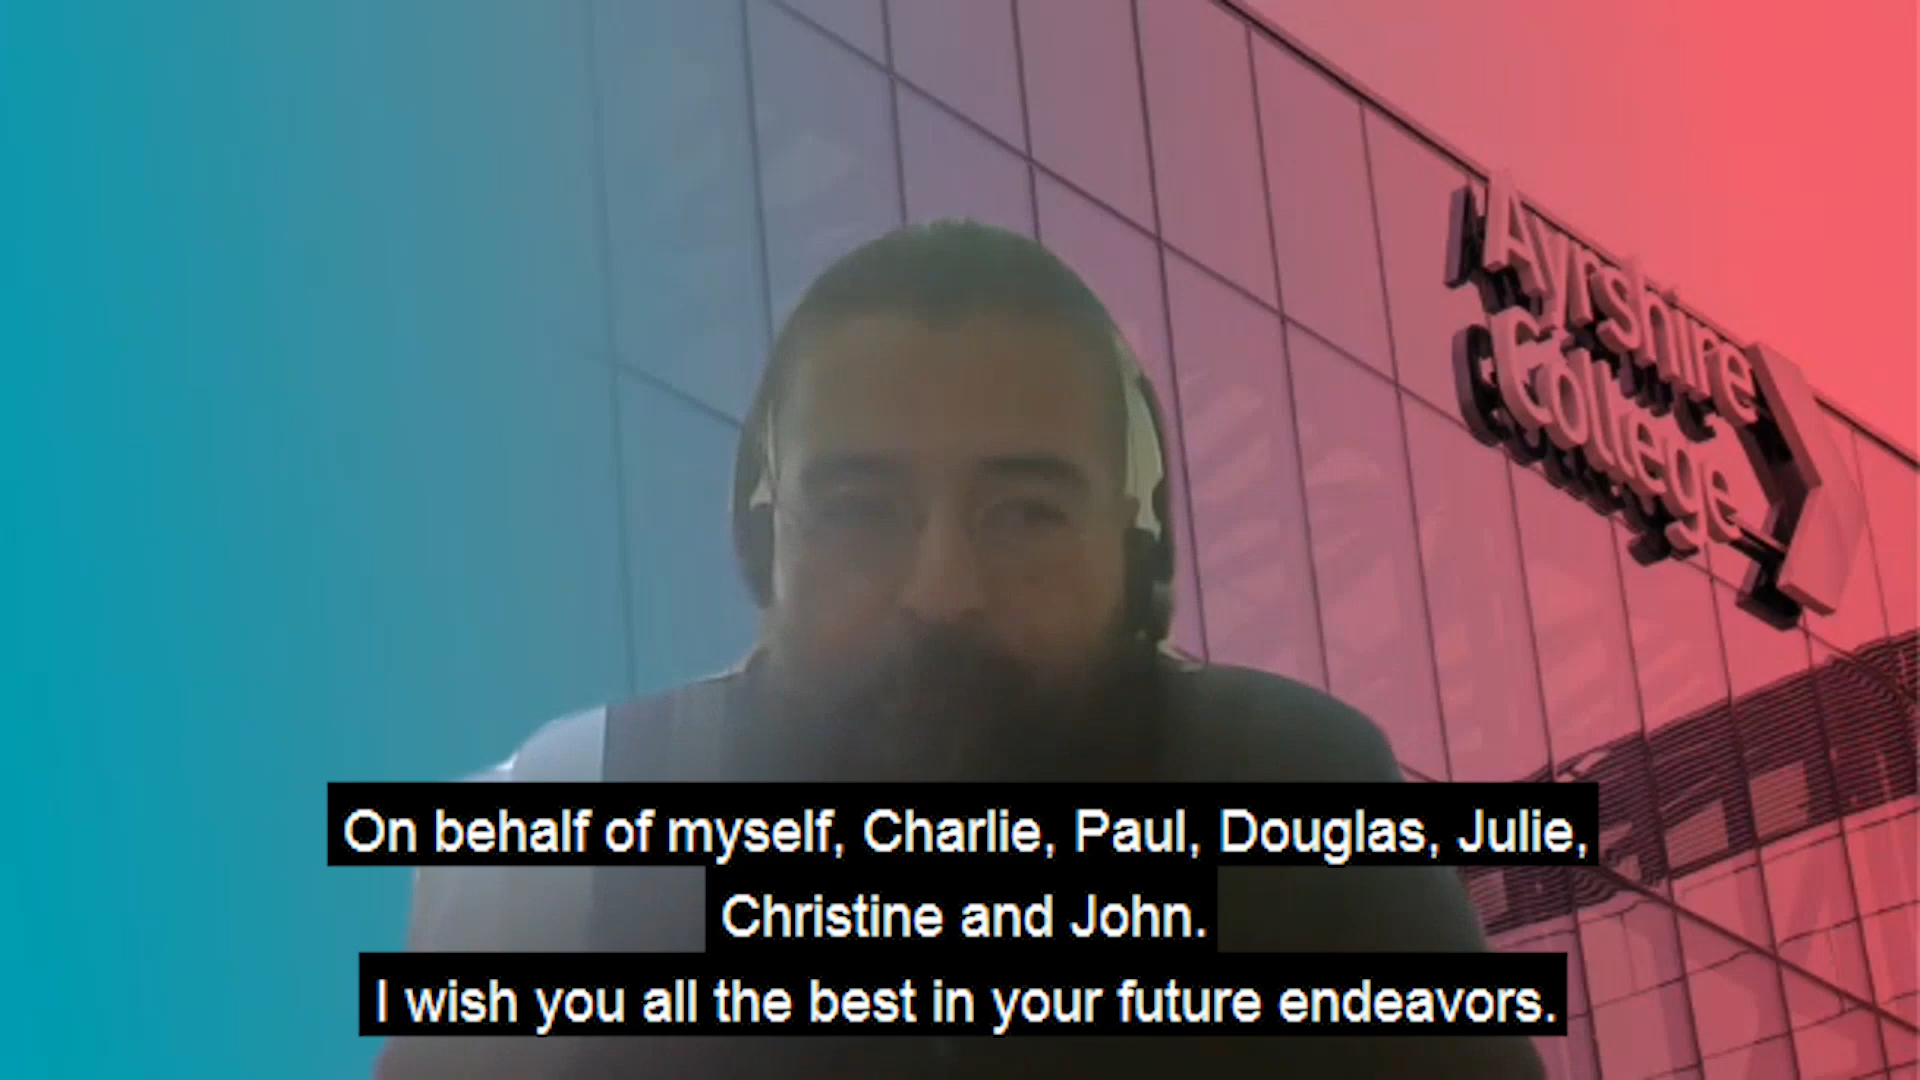 Ayrshire
College
On behalf of myself, Charlie, Paul, Douglas, Julie,
Christine and John.
I wish you all the best in your future endeavors.